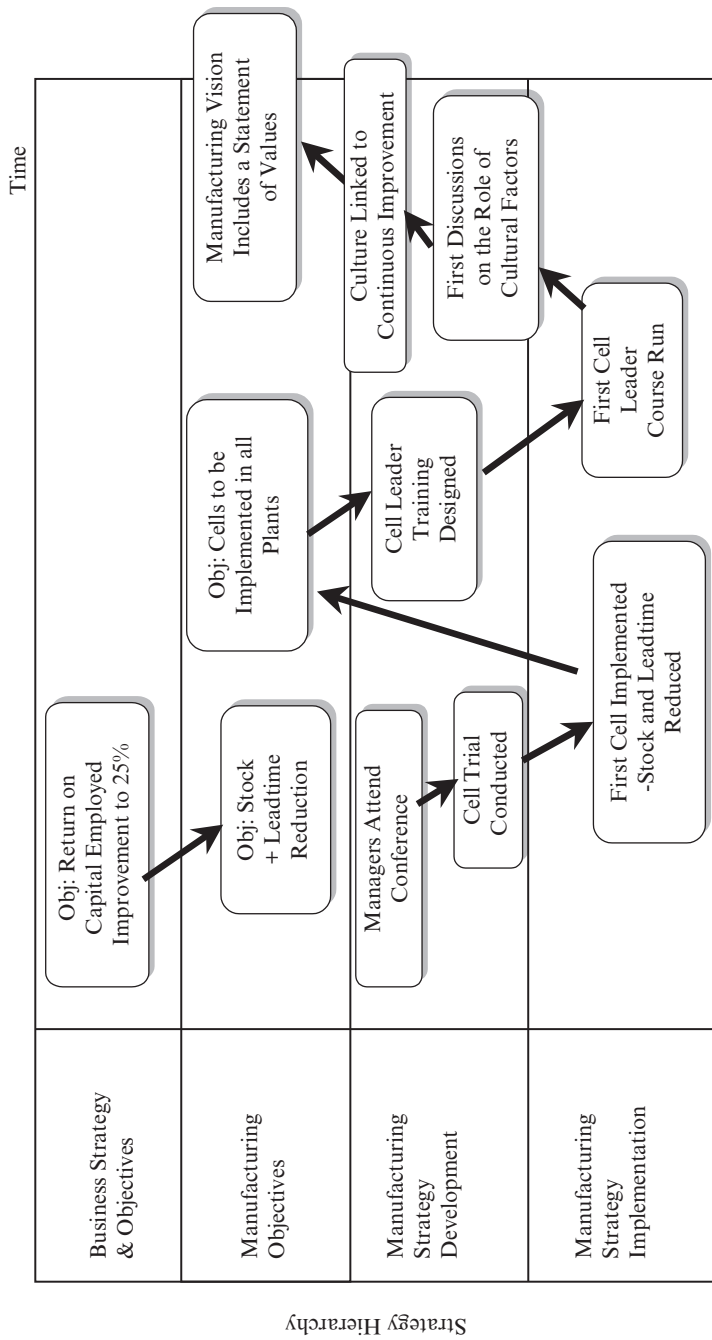 Time
Strategy Hierarchy
Business Strategy
& Objectives
Obj: Return on
Capital Employed
Improvement to 25%
Manufacturing
Objectives
Obj: Stock
+ Leadtime
Reduction
Obj: Cells to be
Implemented in all
Plants
Manufacturing Vision
Includes a Statement
of Values
Manufacturing
Strategy
Development
Managers Attend
Conference
Cell Trial
Conducted
Cell Leader
Training
Designed
Culture Linked to
Continuous Improvement
First Discussions
on the Role of
Cultural Factors
Manufacturing
Strategy
Implementation
First Cell Implemented
-Stock and Leadtime
Reduced
First Cell
Leader
Course Run